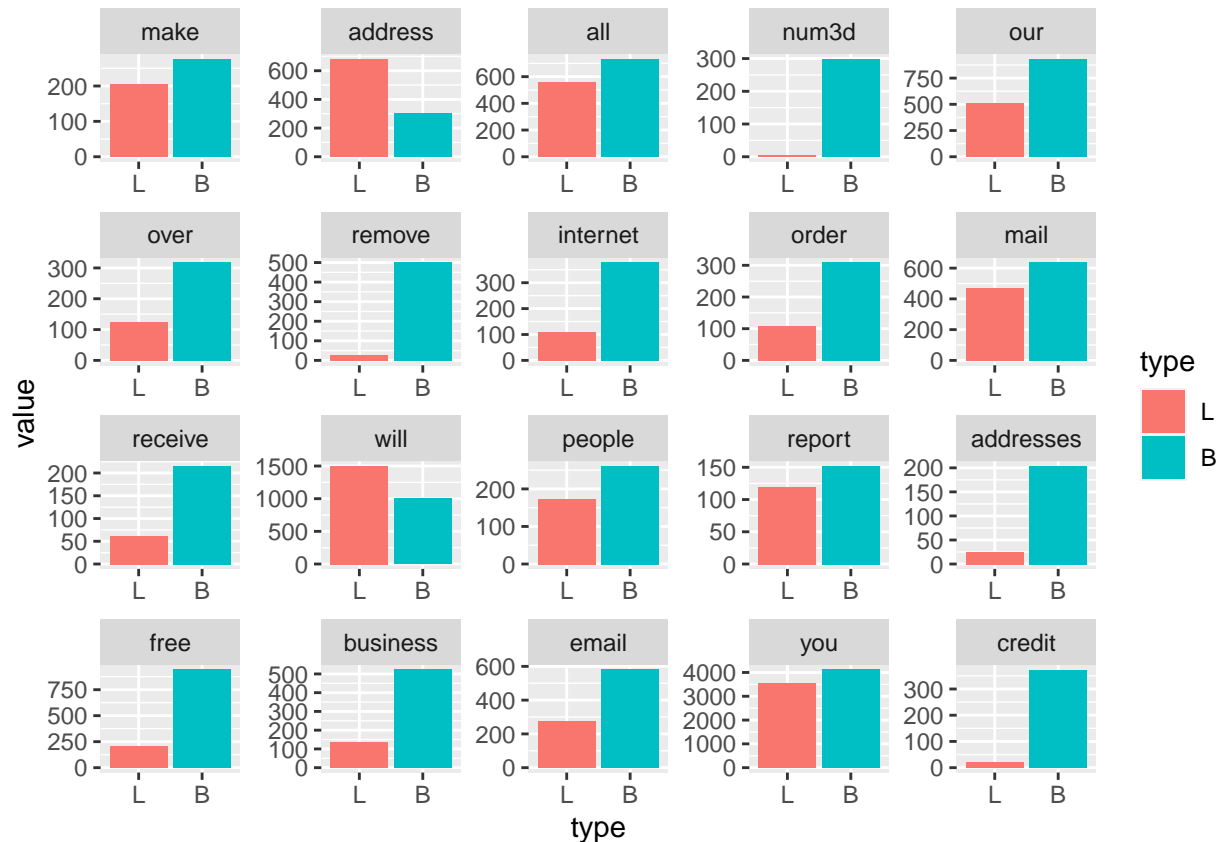 make address all num3d our
200 600 600 300 750
100 400 400 200 500
0 200 200 100 250
0 0 0 0
L B L B L B L B L B
over remove internet order mail
300 500 300 300 600
200 400 200 200 400
100 300 100 100 200
0 200 0 0 0
100
0
L B L B L B L B L B
receive will people report addresses
200 1500 200 150 200
150 1000 100 100 150
100 500 0 50 100
50 0 0 50
0 0
L B L B L B L B L B
free business email you credit
750 500 600 4000 300
500 400 400 3000 200
250 300 200 2000 100
0 200 0 1000 0
100 0
0
L B L B L B L B L B
type
value
type
L
B